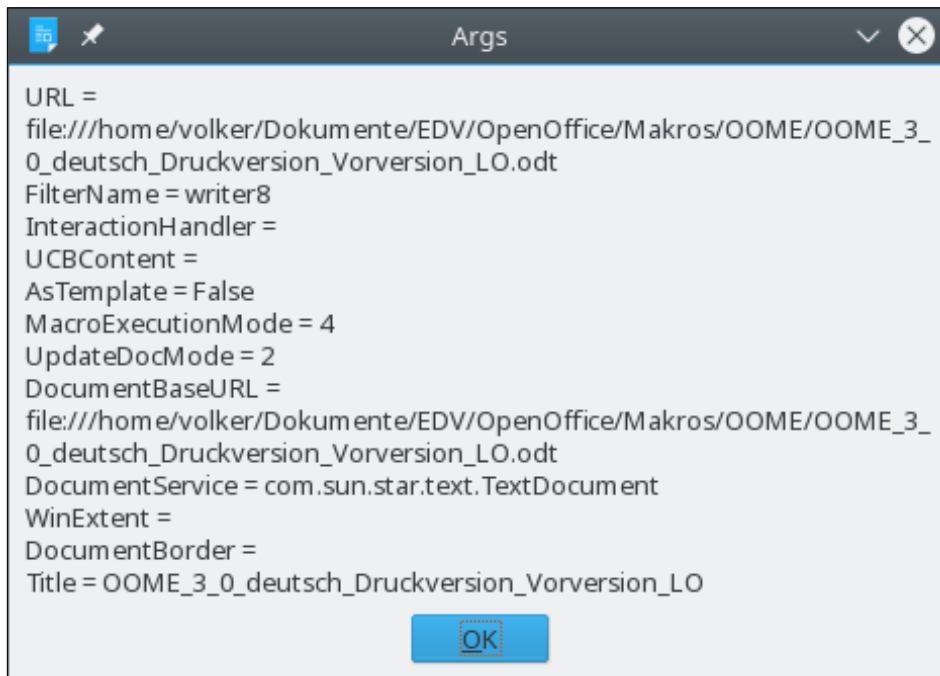 Args
URL =
file:///home/volker/Dokumente/EDV/OpenOffice/Makros/OOME/OOME_3_
0_deutsch_Druckversion_Vorversion_LO.odt
FilterName = writer8
InteractionHandler =
UCBContent =
AsTemplate = False
MacroExecutionMode = 4
UpdateDocMode = 2
DocumentBaseURL =
file:///home/volker/Dokumente/EDV/OpenOffice/Makros/OOME/OOME_3_
0_deutsch_Druckversion_Vorversion_LO.odt
DocumentService = com.sun.star.text.TextDocument
WinExtent =
DocumentBorder =
Title = OOME_3_0_deutsch_Druckversion_Vorversion_LO
OK